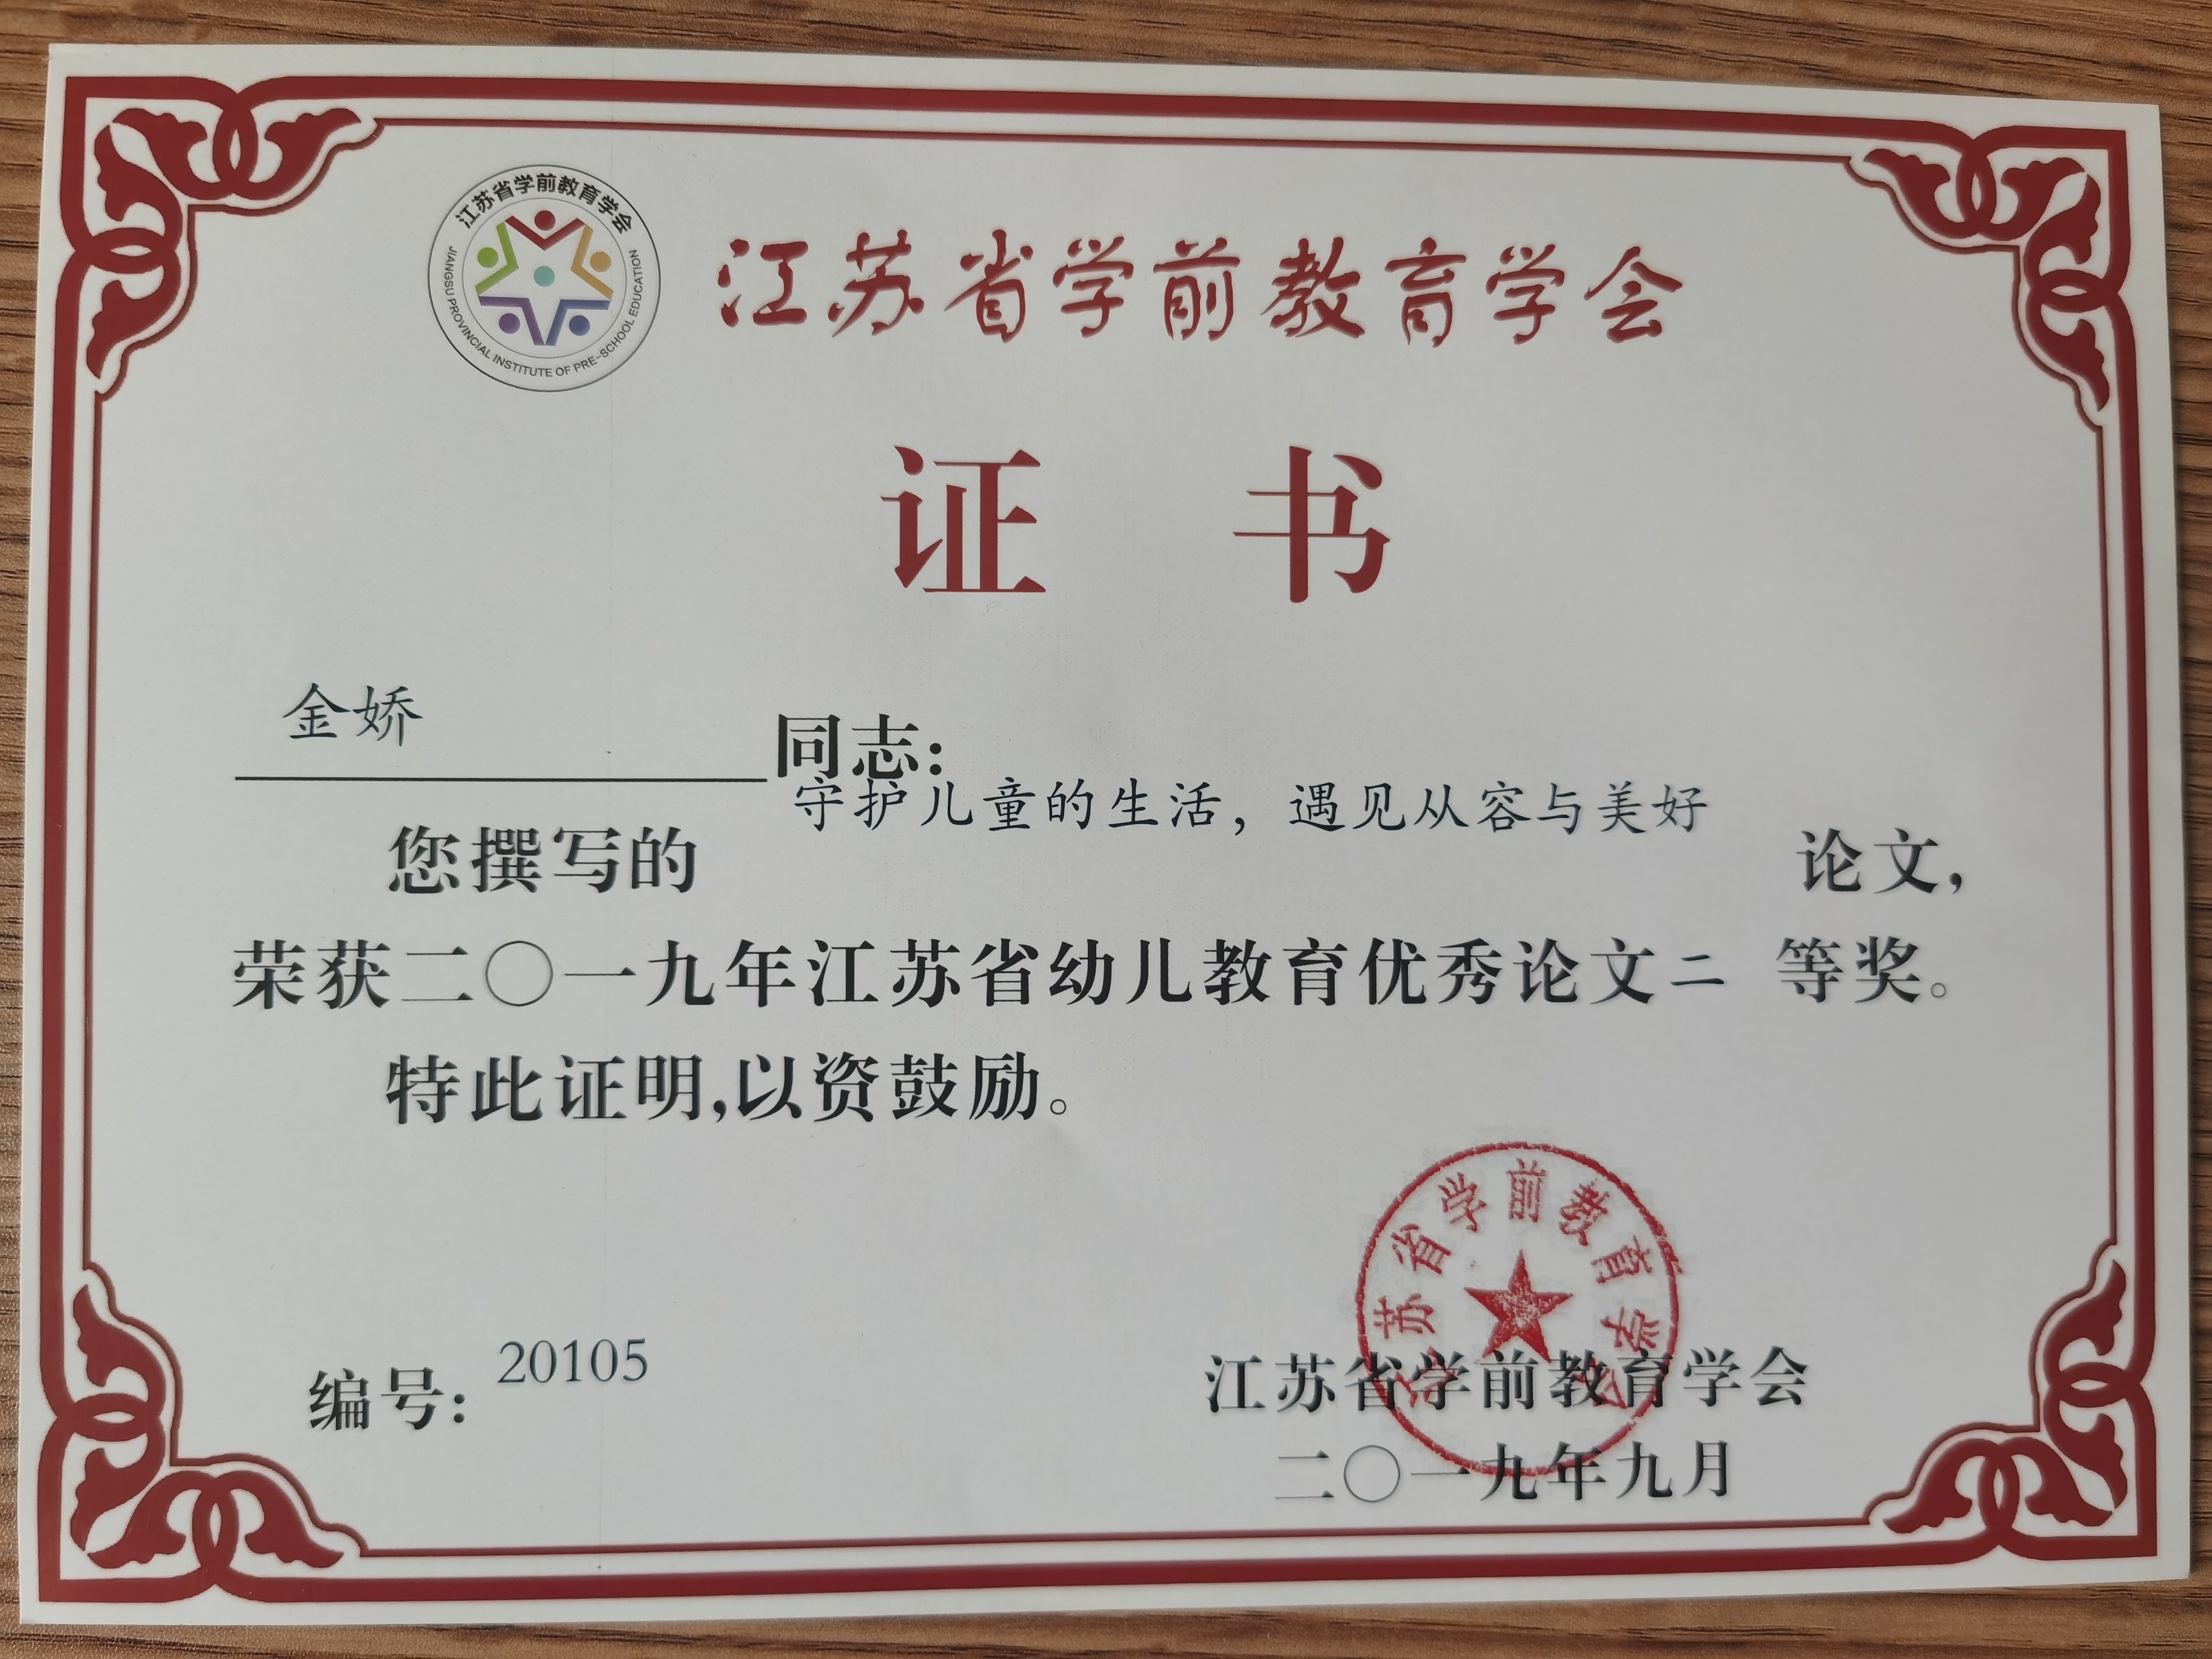 江苏省学前教育学会
JIANGSU PROVINCIAL INSTITUTE OF PRE-SCHOOL EDUCATION
江苏省学前教育学会
证 书
金娇 同志:
您撰写的 守护儿童的生活，遇见从容与美好 论文,
荣获二〇一九年江苏省幼儿教育优秀论文二 等奖。
特此证明,以资鼓励。
江苏省学前教育学会
编号: 20105
江苏省学前教育学会
二〇一九年九月